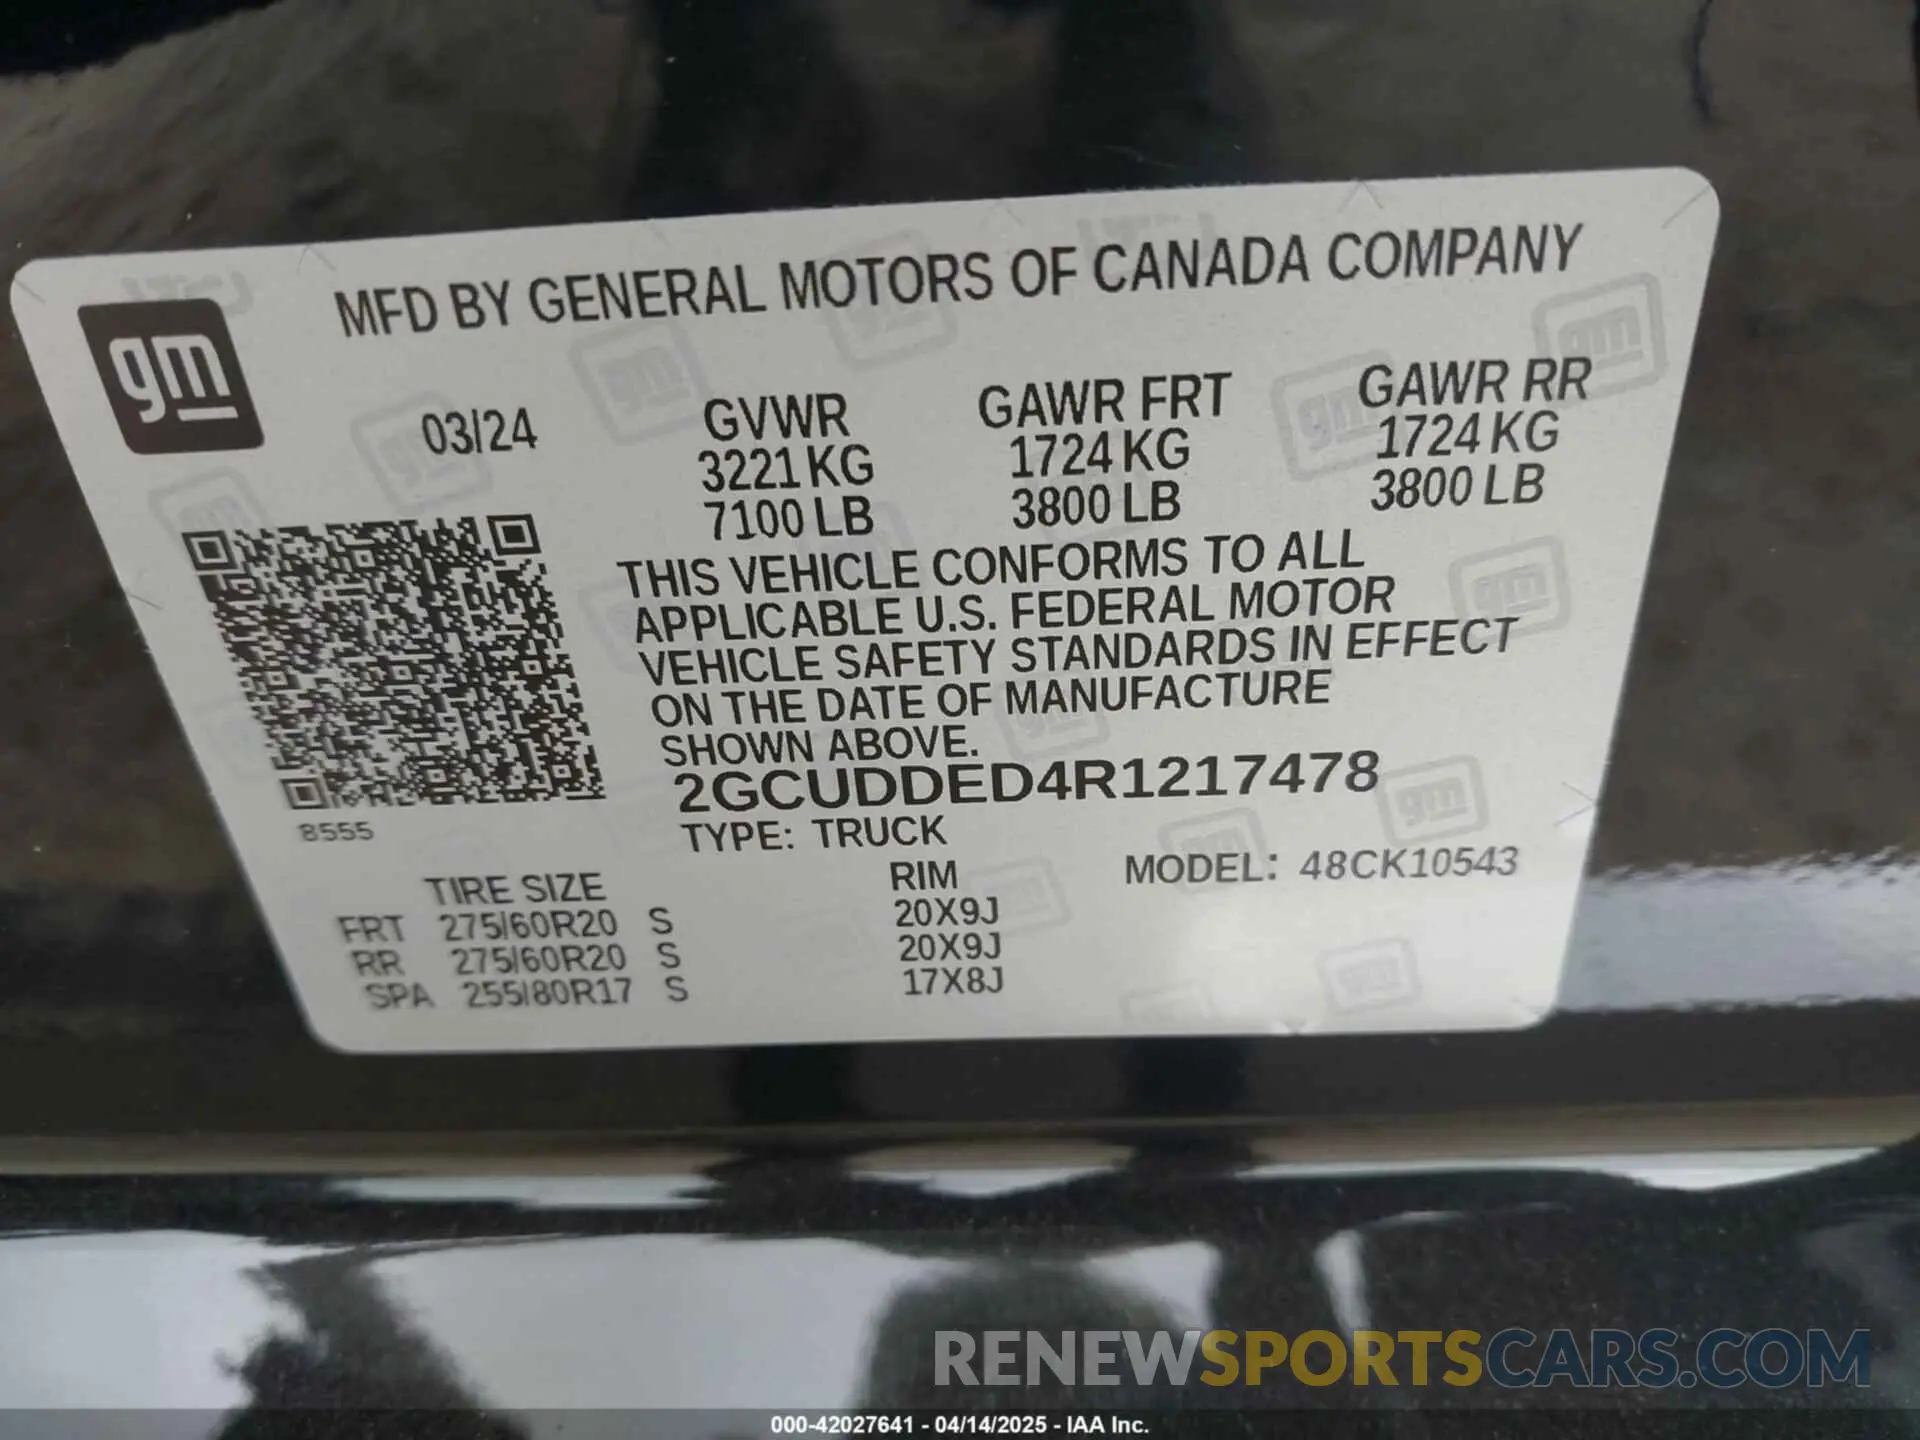 MFD BY GENERAL MOTORS OF CANADA COMPANY
gm
03/24
GVWR GAWR FRT GAWR RR
3221 KG 1724 KG 1724 KG
7100 LB 3800 LB 3800 LB
THIS VEHICLE CONFORMS TO ALL
APPLICABLE U.S. FEDERAL MOTOR
VEHICLE SAFETY STANDARDS IN EFFECT
ON THE DATE OF MANUFACTURE
SHOWN ABOVE.
2GCUDDED4R1217478
8555
TYPE: TRUCK
TIRE SIZE RIM MODEL: 48CK10543
FRT 275/60R20 S 20X9J
RR 275/60R20 S 20X9J
SPA 255/80R17 S 17X8J
RENEWSPORTSCARS.COM
000-42027641 - 04/14/2025 - IAA Inc.